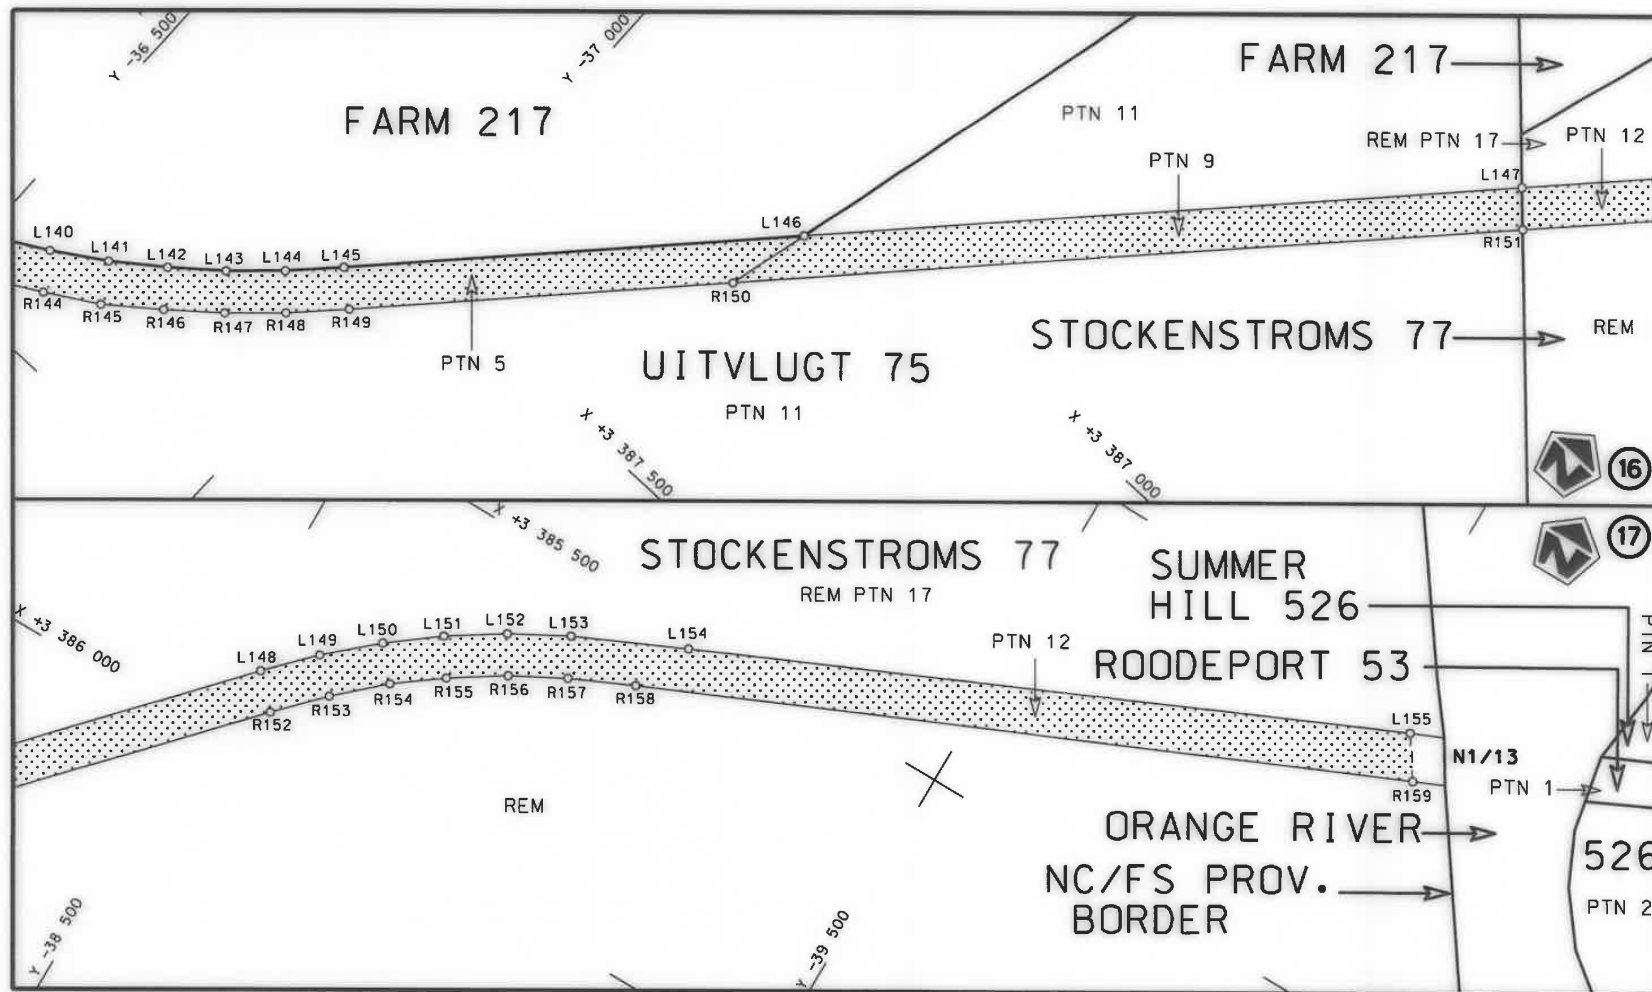 Y -36 500
Y -37 000
FARM 217
FARM 217
PTN 11
REM PTN 17
PTN 12
PTN 9
L147
L146
L140
L141
L142
L143
L144
L145
R151
R144
R145
R146
R147
R148
R149
R150
PTN 5
UITVLUGT 75
PTN 11
STOCKENSTROMS 77
REM
X +3 387 500
X +3 387 000
16
17
X +3 385 500
STOCKENSTROMS 77
REM PTN 17
SUMMER
HILL 526
X +3 386 000
L148
L149
L150
L151
L152
L153
L154
PTN 12
PTN 1
ROODEPORT 53
R152
R153
R154
R155
R156
R157
R158
L155
N1/13
PTN 1
R159
REM
ORANGE RIVER
NC/FS PROV.
BORDER
526
PTN 2
Y -38 500
Y -39 500